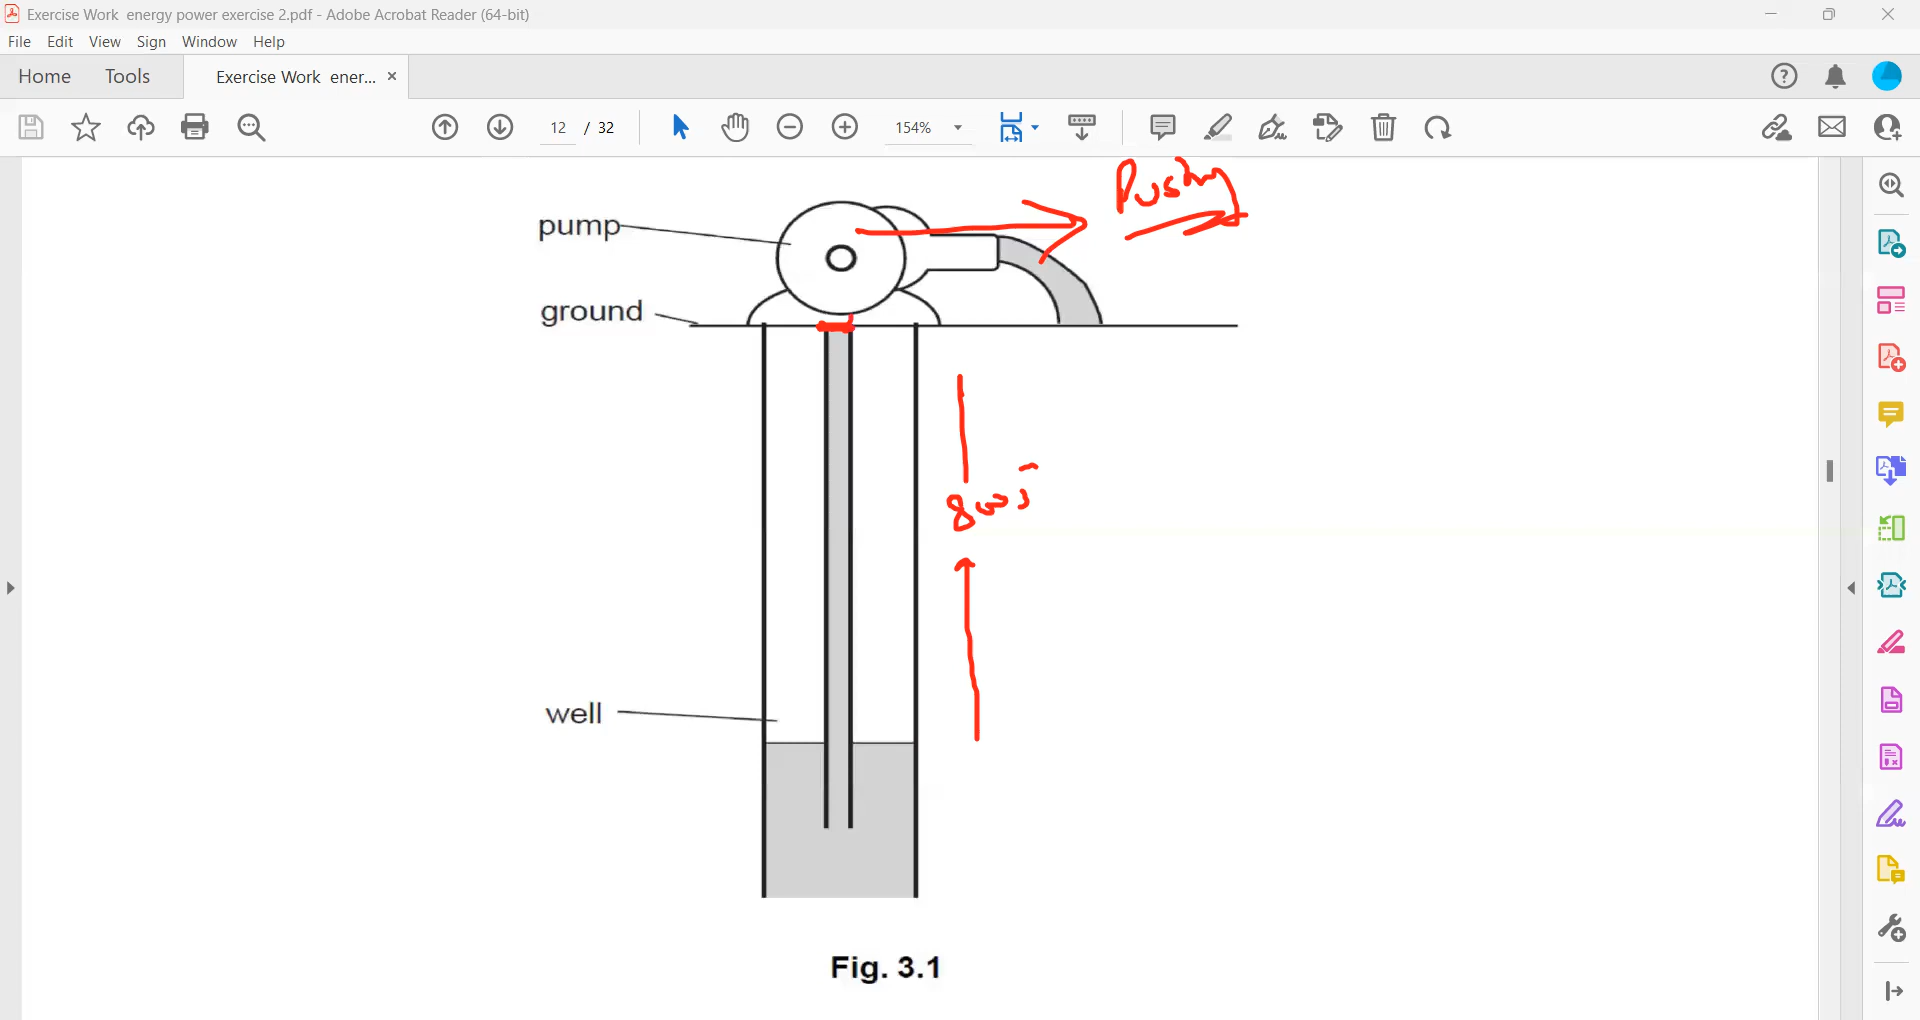 Exercise Work energy power exercise 2.pdf - Adobe Acrobat Reader (64-bit)
File Edit View Sign Window Help
Home Tools Exercise Work ener... ×
12 / 32 154%
Pushing
pump
ground
well
Fig. 3.1